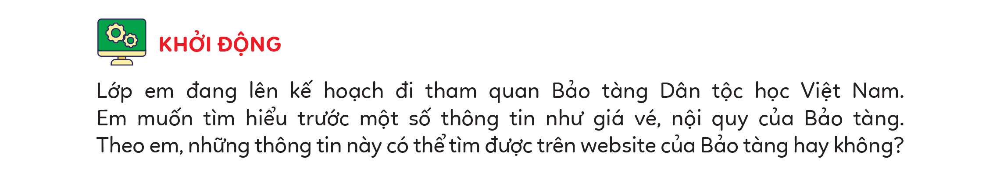 KHỞI ĐỘNG
Lớp em đang lên kế hoạch đi tham quan Bảo tàng Dân tộc học Việt Nam.
Em muốn tìm hiểu trước một số thông tin như giá vé, nội quy của Bảo tàng.
Theo em, những thông tin này có thể tìm được trên website của Bảo tàng hay không?